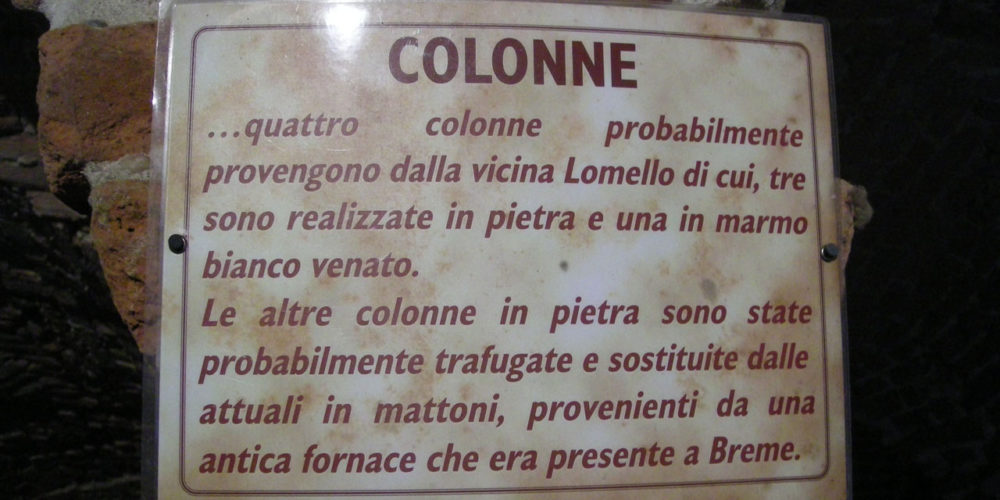 COLONNE
...quattro colonne probabilmente
provengono dalla vicina Lomello di cui, tre
sono realizzate in pietra e una in marmo
bianco venato.
Le altre colonne in pietra sono state
probabilmente trafugate e sostituite dalle
attuali in mattoni, provenienti da una
antica fornace che era presente a Breme.